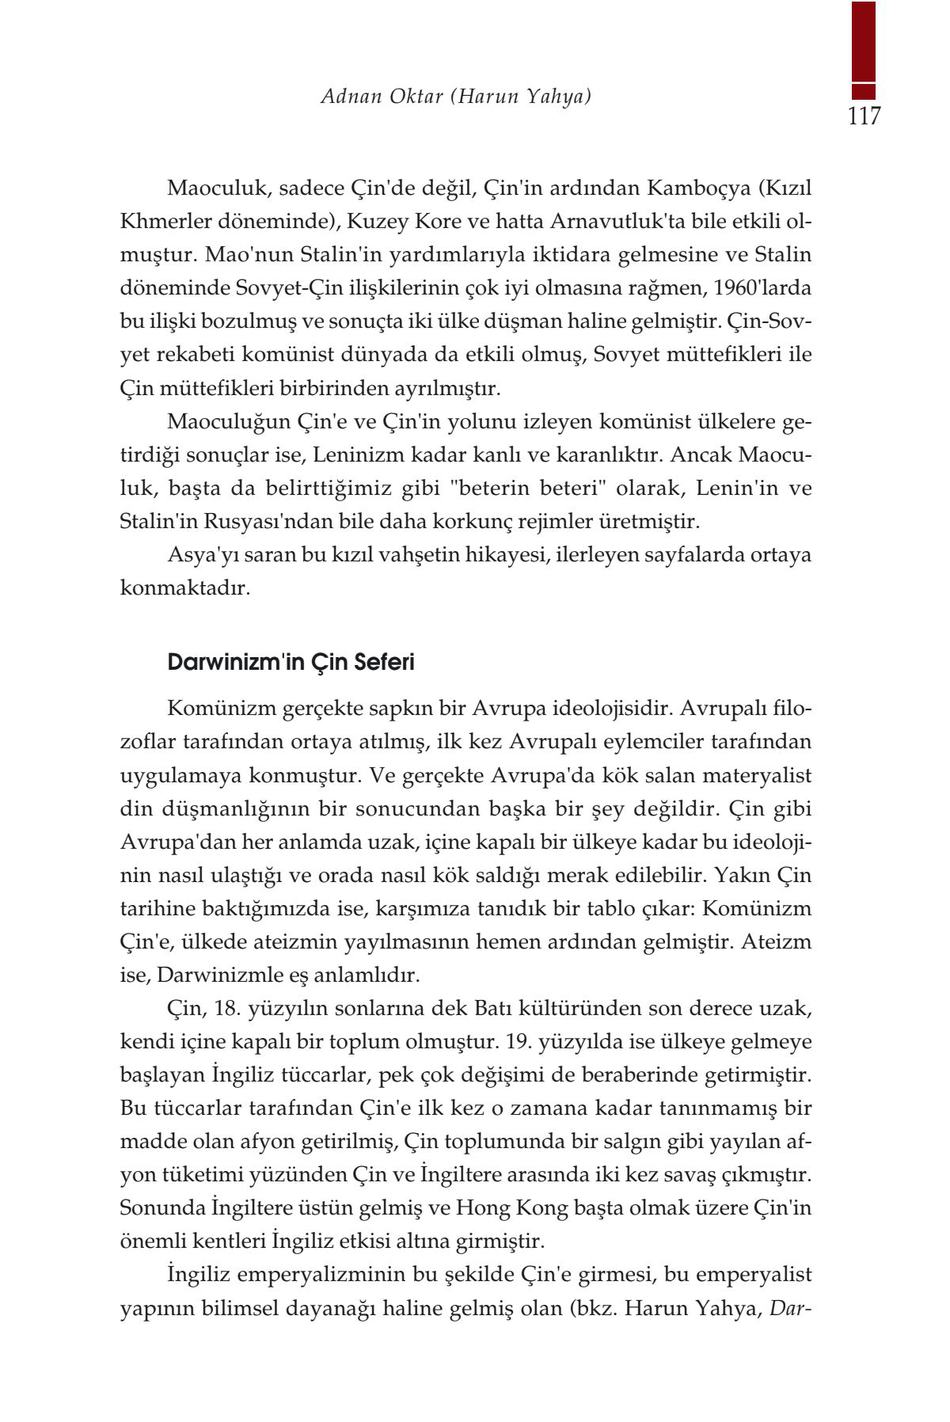 Adnan Oktar (Harun Yahya)
117
Maoculuk, sadece Çin'de değil, Çin'in ardından Kamboçya (Kızıl
Khmerler döneminde), Kuzey Kore ve hatta Arnavutluk'ta bile etkili ol-
muştur. Mao'nun Stalin'in yardımlarıyla iktidara gelmesine ve Stalin
döneminde Sovyet-Çin ilişkilerinin çok iyi olmasına rağmen, 1960'larda
bu ilişki bozulmuş ve sonuçta iki ülke düşman haline gelmiştir. Çin-Sov-
yet rekabeti komünist dünyada da etkili olmuş, Sovyet müttefikleri ile
Çin müttefikleri birbirinden ayrılmıştır.
Maoculuğun Çin'e ve Çin'in yolunu izleyen komünist ülkelere ge-
tirdiği sonuçlar ise, Leninizm kadar kanlı ve karanlıktır. Ancak Maocu-
luk, başta da belirttiğimiz gibi "beterin beteri" olarak, Lenin'in ve
Stalin'in Rusyası'ndan bile daha korkunç rejimler üretmiştir.
Asya'yı saran bu kızıl vahşetin hikayesi, ilerleyen sayfalarda ortaya
konmaktadır.
Darwinizm'in Çin Seferi
Komünizm gerçekte sapkın bir Avrupa ideolojisidir. Avrupalı filo-
zoflar tarafından ortaya atılmış, ilk kez Avrupalı eylemciler tarafından
uygulamaya konmuştur. Ve gerçekte Avrupa'da kök salan materyalist
din düşmanlığının bir sonucundan başka bir şey değildir. Çin gibi
Avrupa'dan her anlamda uzak, içine kapalı bir ülkeye kadar bu ideoloji-
nin nasıl ulaştığı ve orada nasıl kök saldığı merak edilebilir. Yakın Çin
tarihine baktığımızda ise, karşımıza tanıdık bir tablo çıkar: Komünizm
Çin'e, ülkede ateizmin yayılmasının hemen ardından gelmiştir. Ateizm
ise, Darwinizmle eş anlamlıdır.
Çin, 18. yüzyılın sonlarına dek Batı kültüründen son derece uzak,
kendi içine kapalı bir toplum olmuştur. 19. yüzyılda ise ülkeye gelmeye
başlayan İngiliz tüccarlar, pek çok değişimi de beraberinde getirmiştir.
Bu tüccarlar tarafından Çin'e ilk kez o zamana kadar tanınmamış bir
madde olan afyon getirilmiş, Çin toplumunda bir salgın gibi yayılan af-
yon tüketimi yüzünden Çin ve İngiltere arasında iki kez savaş çıkmıştır.
Sonunda İngiltere üstün gelmiş ve Hong Kong başta olmak üzere Çin'in
önemli kentleri İngiliz etkisi altına girmiştir.
İngiliz emperyalizminin bu şekilde Çin'e girmesi, bu emperyalist
yapının bilimsel dayanağı haline gelmiş olan (bkz. Harun Yahya, Dar-